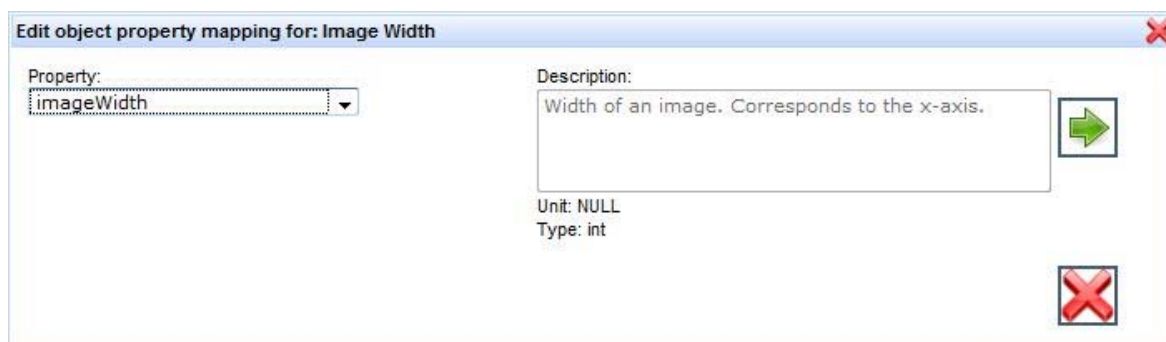 Edit object property mapping for: Image Width
Property:
imageWidth
Description:
Width of an image. Corresponds to the x-axis.
Unit: NULL
Type: int